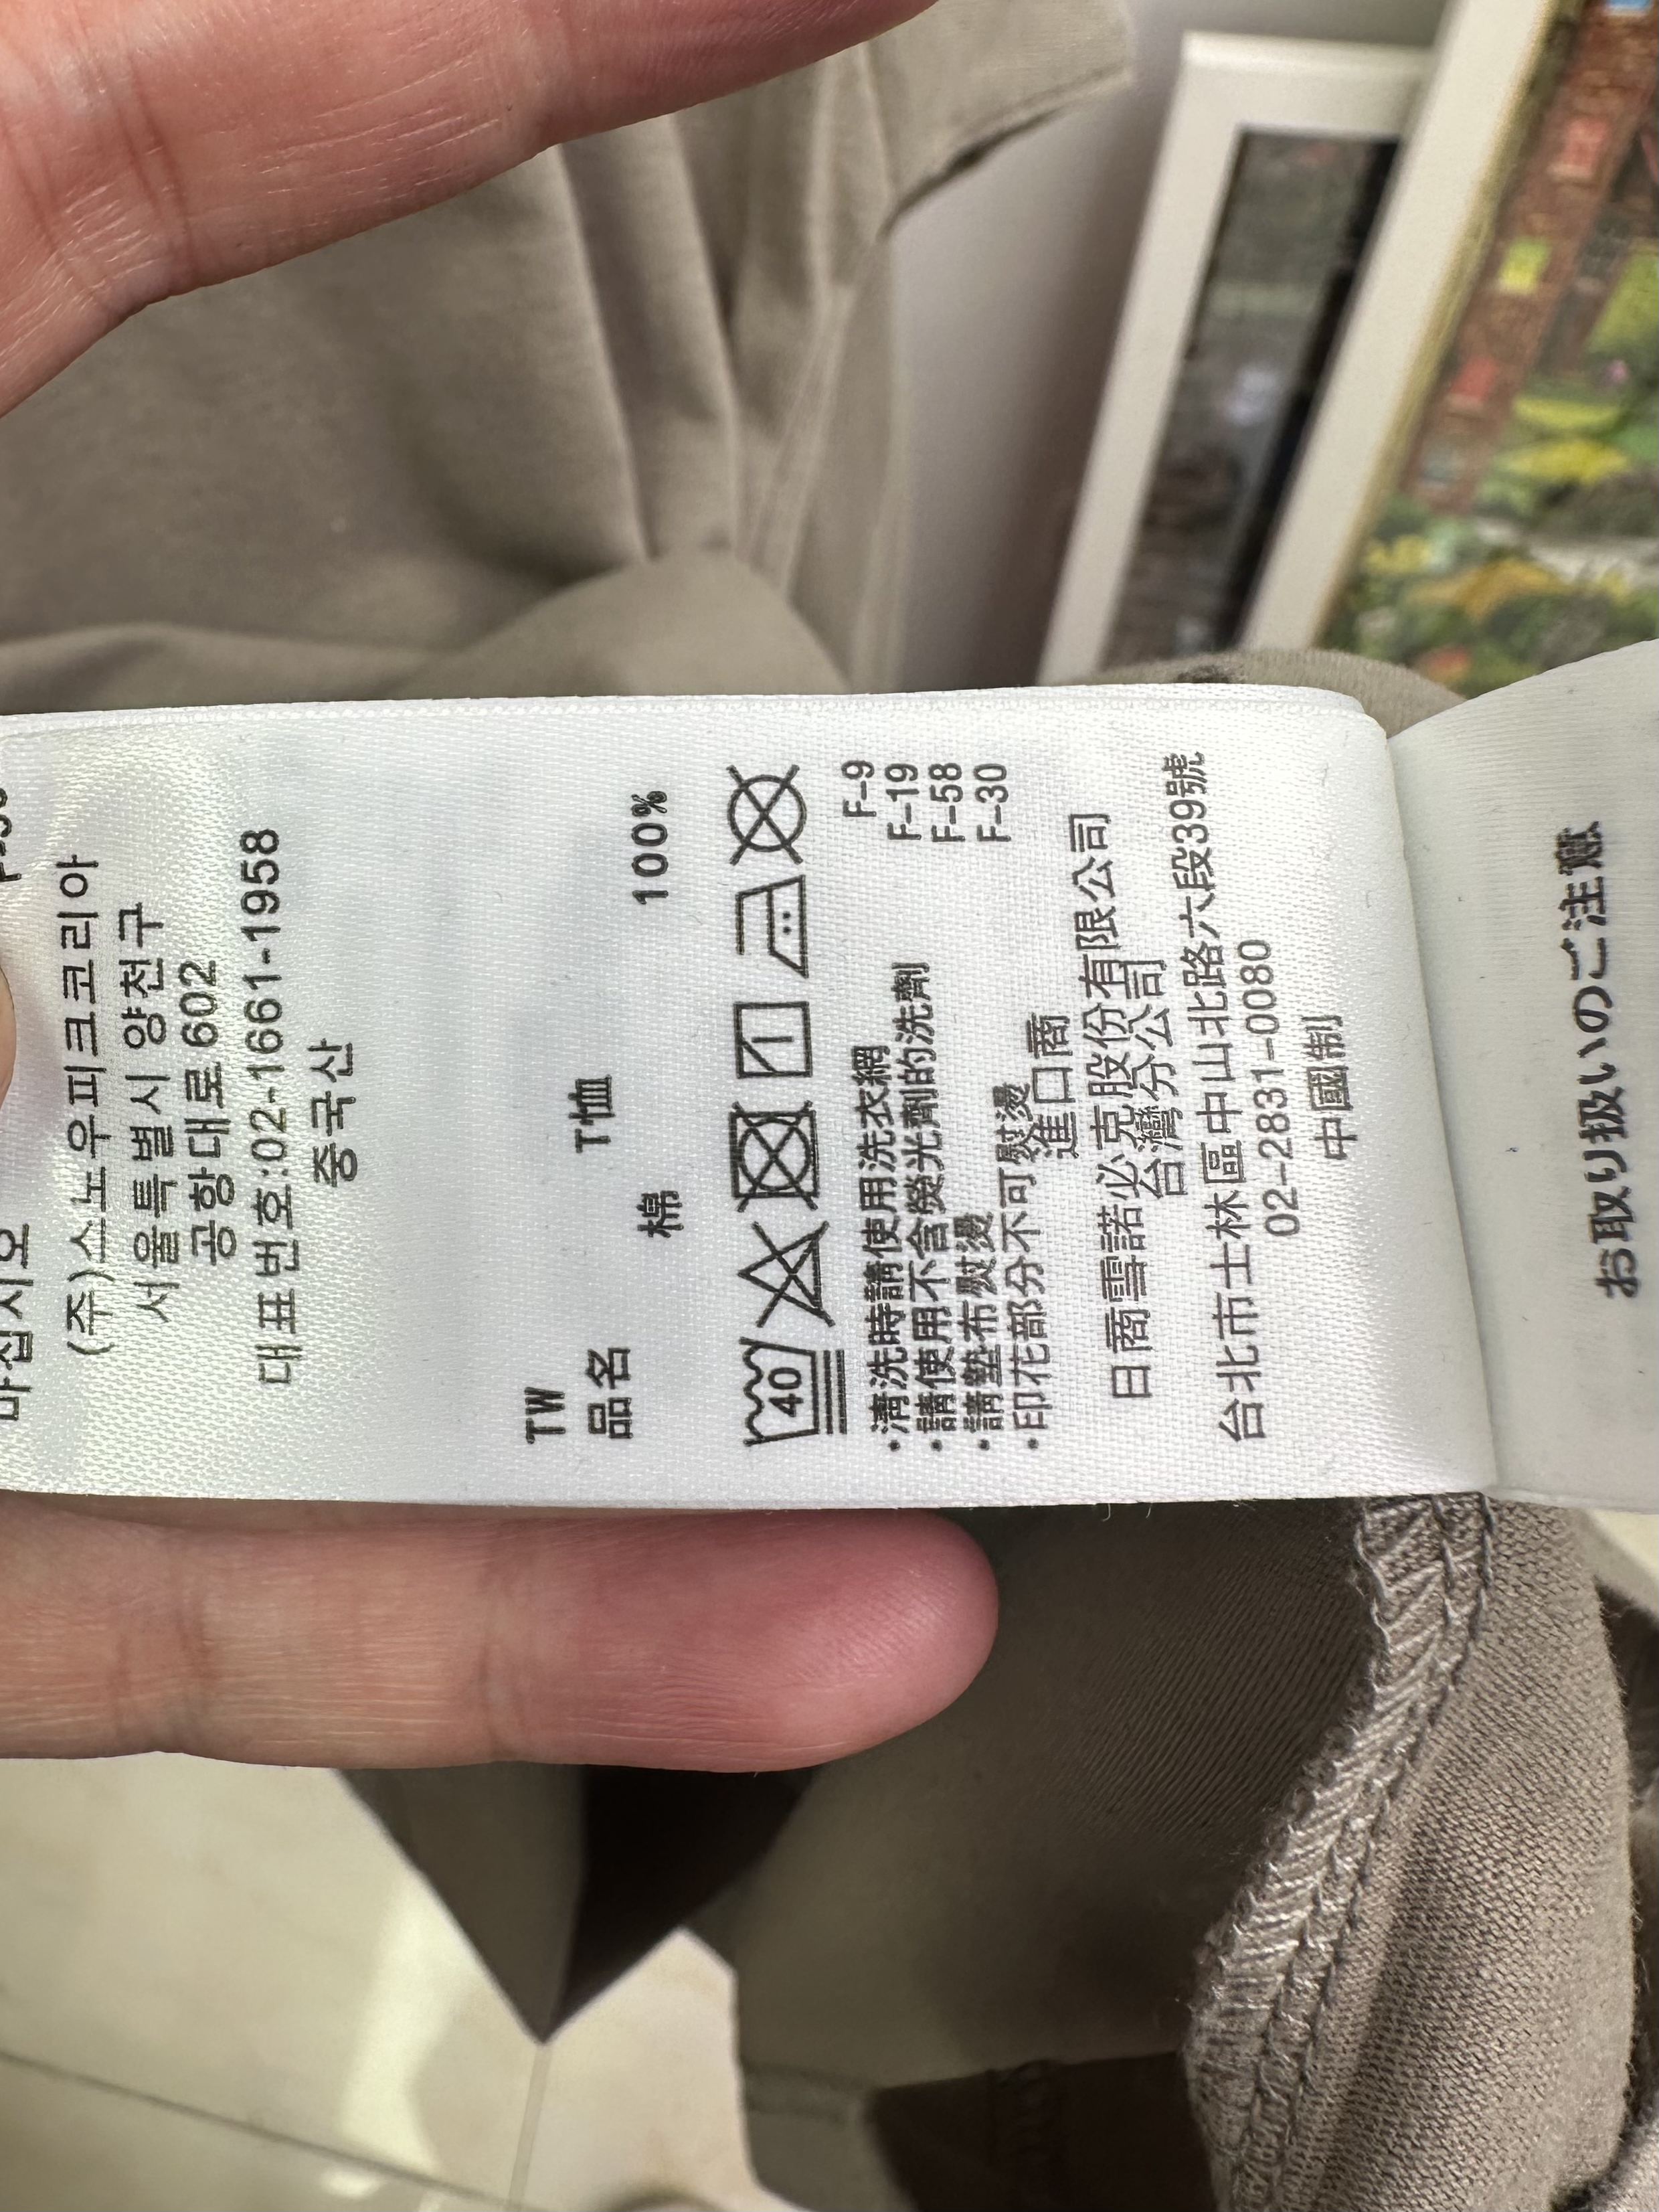 (주)스노우피크코리아
서울특별시 양천구
공항대로 602
대표번호:02-1661-1958
중국산
TW
品名 T恤
棉 100%
40
・清洗時請使用洗衣網 F-9
・請使用不含熒光劑的洗洗劑 F-19
・請墊布熨燙 F-58
・印花部分不可熨燙 F-30
進口商
日商雪諾必克股份有限公司
台灣分公司
台北市士林區中山北路六段39號
02-2831-0080
中國制
お取り扱いのご注意